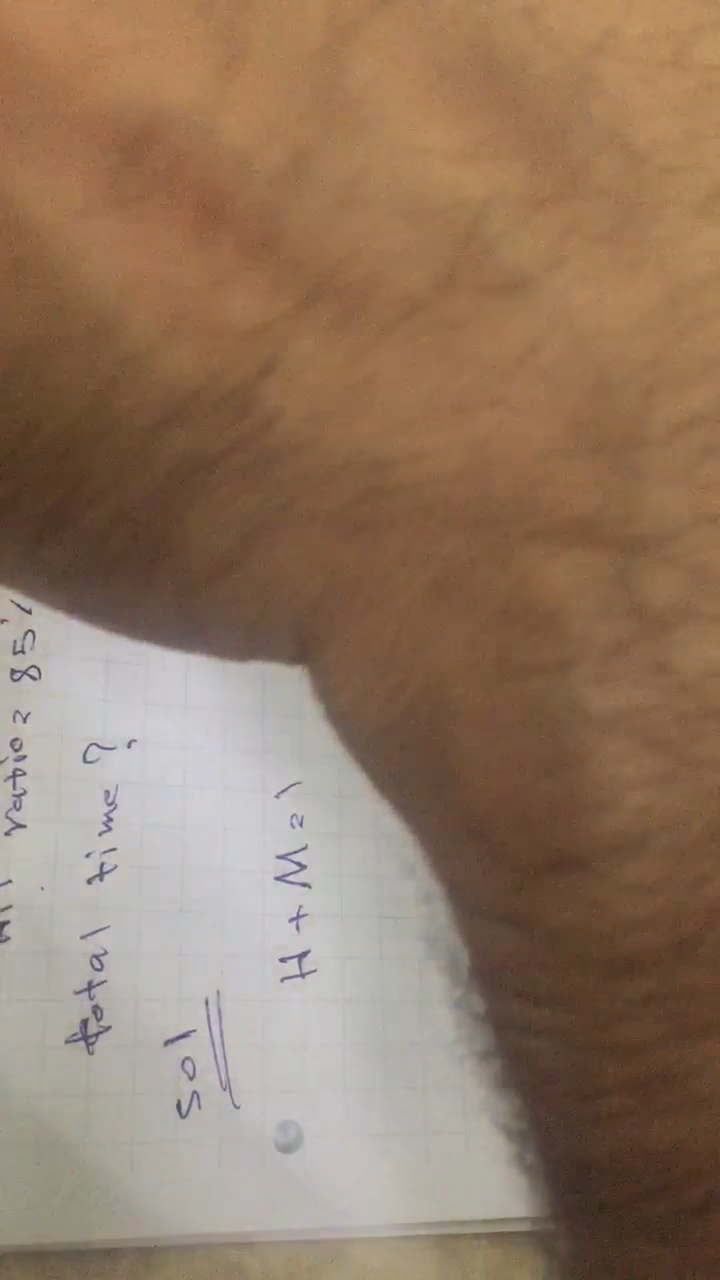 ratio = 85%
total time?
Sol
H + M = 1